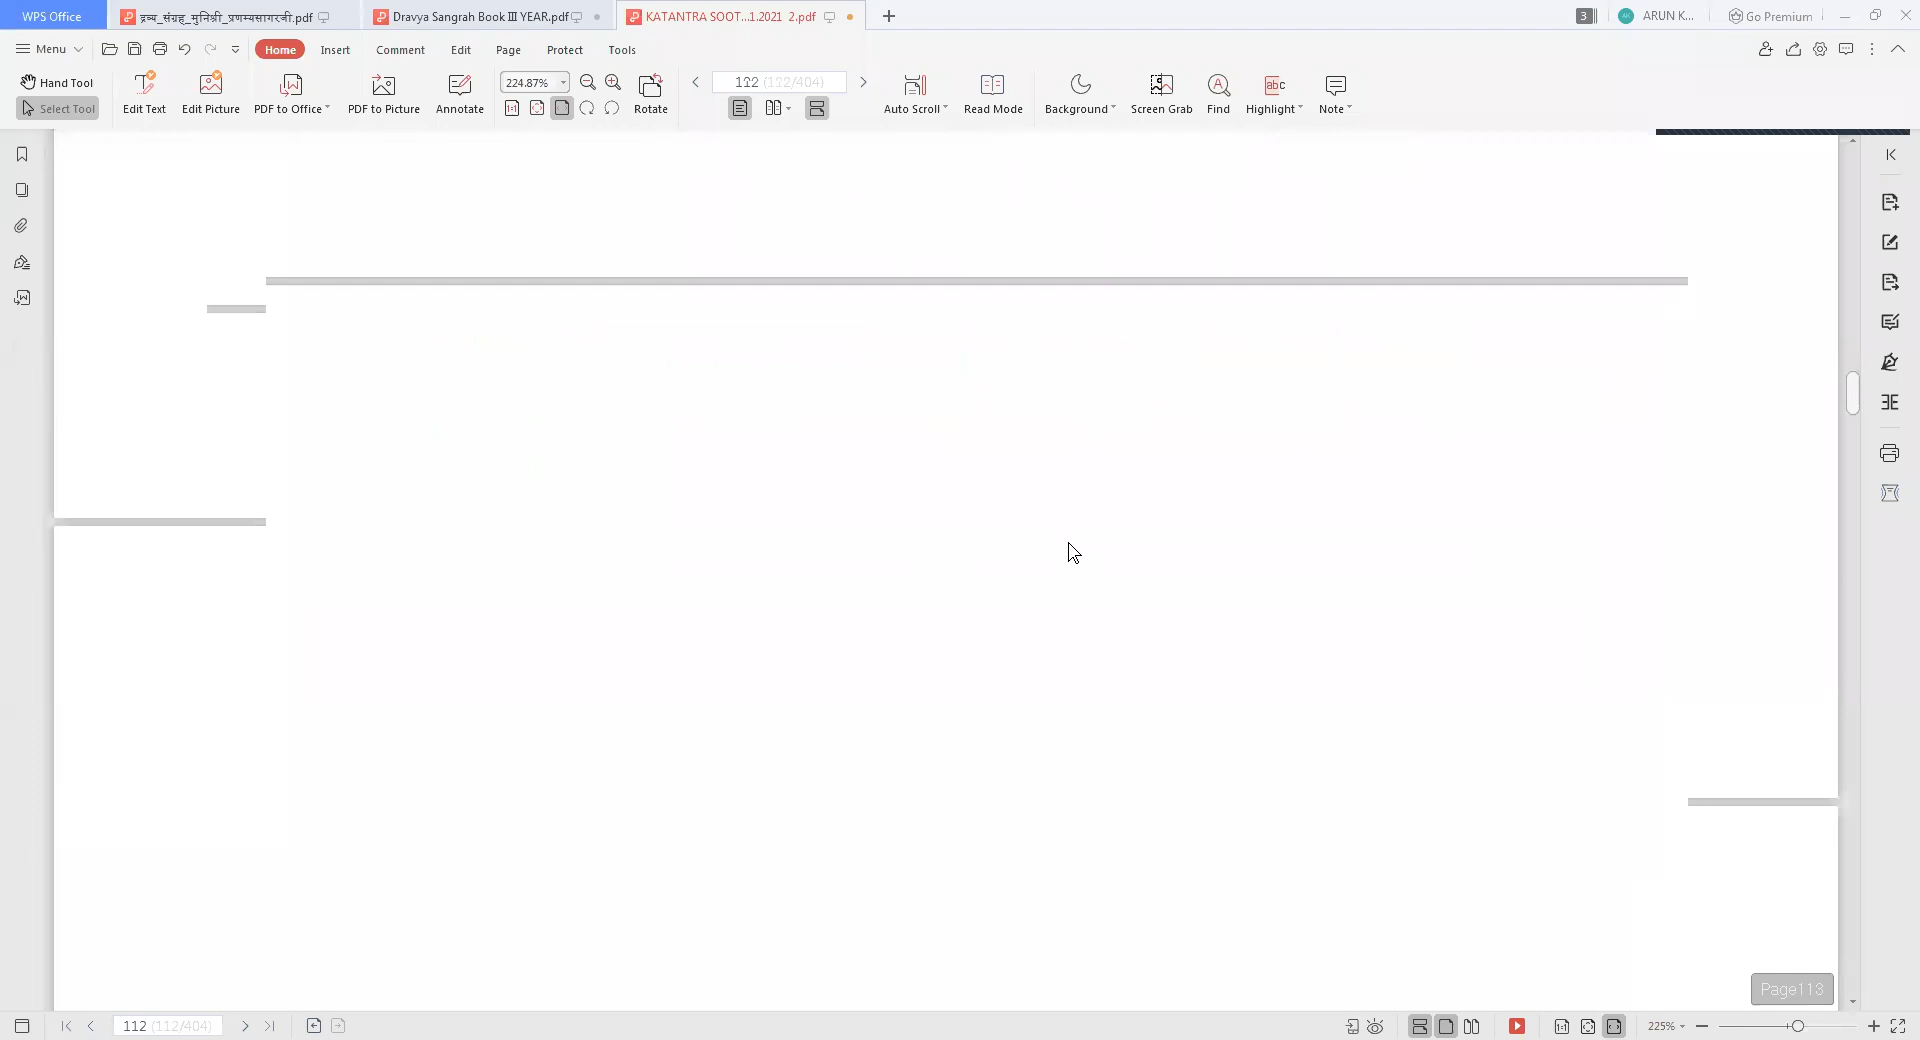 WPS Office
द्रव्य_संग्रह_मुनिश्री_प्रणम्यसागरजी.pdf
Dravya Sangrah Book III YEAR.pdf
KATANTRA SOOT...1.2021 2.pdf
3
AK
ARUN K...
Go Premium
Menu
Home
Insert
Comment
Edit
Page
Protect
Tools
Hand Tool
Select Tool
Edit Text
Edit Picture
PDF to Office
PDF to Picture
Annotate
224.87%
Rotate
112 (112/404)
Auto Scroll
Read Mode
Background
Screen Grab
Find
Highlight
Note
Page113
112 (112/404)
225%